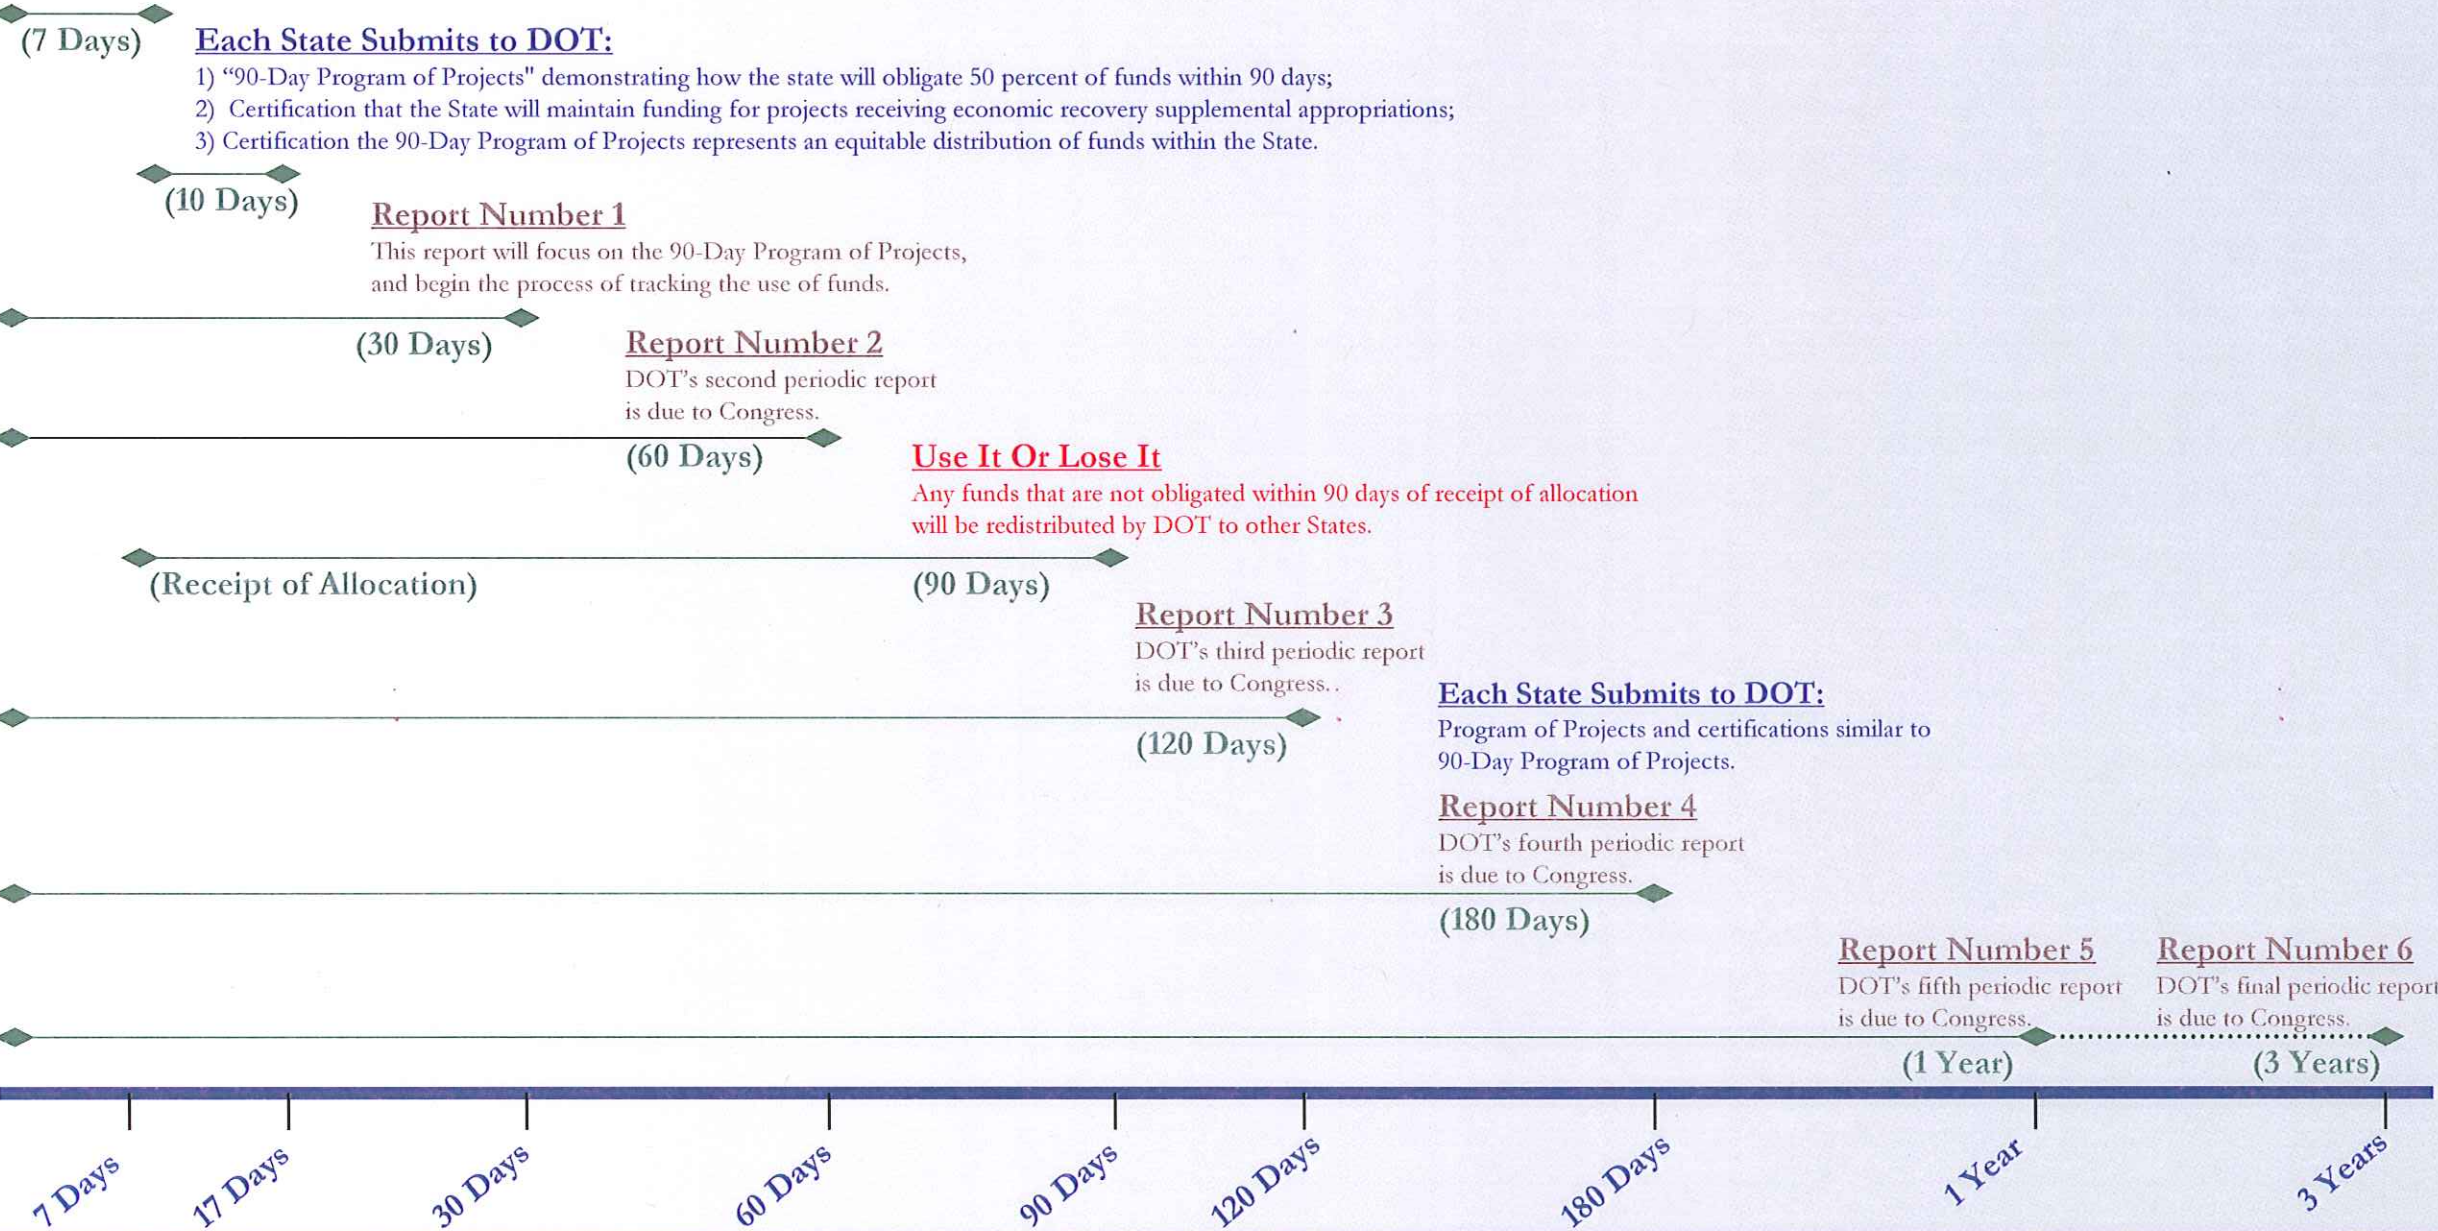 (7 Days)
Each State Submits to DOT:
1) “90-Day Program of Projects" demonstrating how the state will obligate 50 percent of funds within 90 days;
2) Certification that the State will maintain funding for projects receiving economic recovery supplemental appropriations;
3) Certification the 90-Day Program of Projects represents an equitable distribution of funds within the State.
(10 Days)
Report Number 1
This report will focus on the 90-Day Program of Projects,
and begin the process of tracking the use of funds.
(30 Days)
Report Number 2
DOT's second periodic report
is due to Congress.
(60 Days)
Use It Or Lose It
Any funds that are not obligated within 90 days of receipt of allocation
will be redistributed by DOT to other States.
(Receipt of Allocation)
(90 Days)
Report Number 3
DOT's third periodic report
is due to Congress..
(120 Days)
Each State Submits to DOT:
Program of Projects and certifications similar to
90-Day Program of Projects.
Report Number 4
DOT's fourth periodic report
is due to Congress.
(180 Days)
Report Number 5
DOT's fifth periodic report
is due to Congress.
(1 Year)
Report Number 6
DOT's final periodic report
is due to Congress.
(3 Years)
7 Days
17 Days
30 Days
60 Days
90 Days
120 Days
180 Days
1 Year
3 Years